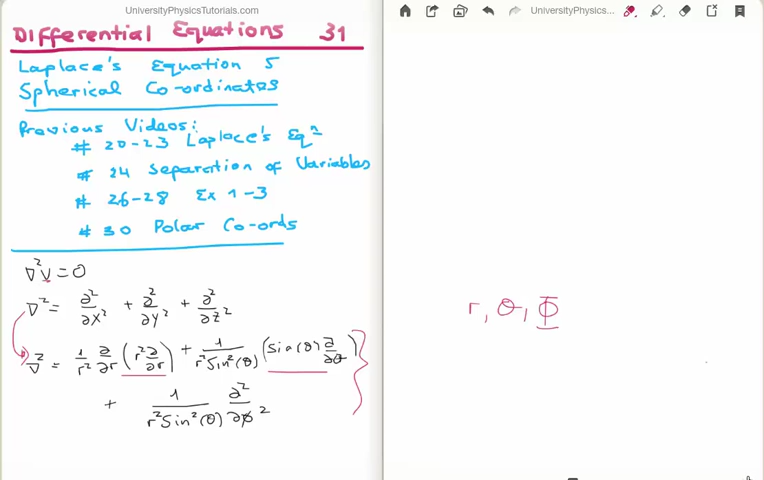 UniversityPhysicsTutorials.com
Differential Equations 31
Laplace's Equation 5
Spherical Co-ordinates
Previous Videos:
# 20-23 Laplace's Eqⁿ
# 24 Separation of Variables
# 26-28 Ex 1-3
# 30 Polar Co-ords
∇²V = 0
∇² = ∂²/∂x² + ∂²/∂y² + ∂²/∂z²
∇² = 1/r² ∂/∂r (r² ∂/∂r) + 1/r² Sin²(θ) (Sin(θ) ∂/∂θ)
+ 1/r² Sin²(θ) ∂²/∂φ²
UniversityPhysics...
r, θ, Φ